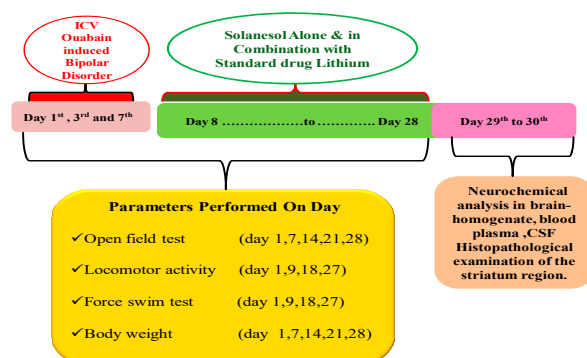 ICV
Ouabain
induced
Bipolar
Disorder
Solanesol Alone & in
Combination with
Standard drug Lithium
Day 1st , 3rd and 7th
Day 8 ……………….to ………….. Day 28
Day 29th to 30th
Parameters Performed On Day
✓Open field test (day 1,7,14,21,28)
✓Locomotor activity (day 1,9,18,27)
✓Force swim test (day 1,9,18,27)
✓Body weight (day 1,7,14,21,28)
Neurochemical
analysis in brain-
homogenate, blood
plasma ,CSF
Histopathological
examination of the
striatum region.